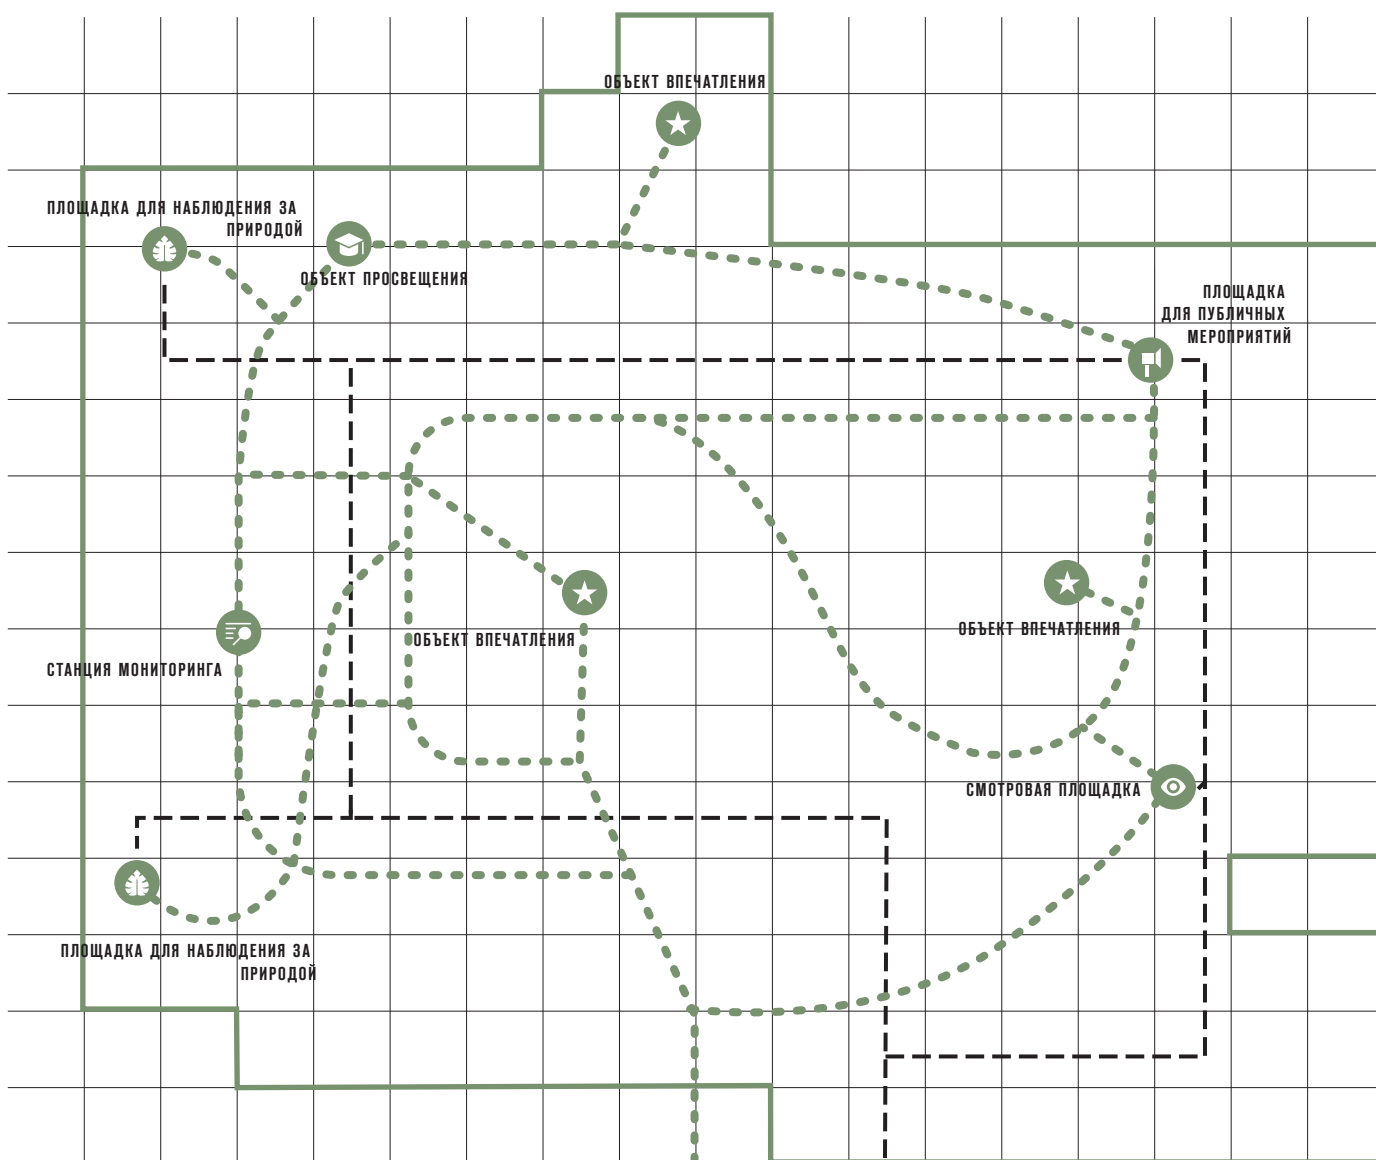 ОБЪЕКТ ВПЕЧАТЛЕНИЯ
ПЛОЩАДКА ДЛЯ НАБЛЮДЕНИЯ ЗА
ПРИРОДОЙ
ОБЪЕКТ ПРОСВЕЩЕНИЯ
ПЛОЩАДКА
ДЛЯ ПУБЛИЧНЫХ
МЕРОПРИЯТИЙ
ОБЪЕКТ ВПЕЧАТЛЕНИЯ
ОБЪЕКТ ВПЕЧАТЛЕНИЯ
СТАНЦИЯ МОНИТОРИНГА
СМОТРОВАЯ ПЛОЩАДКА
ПЛОЩАДКА ДЛЯ НАБЛЮДЕНИЯ ЗА
ПРИРОДОЙ